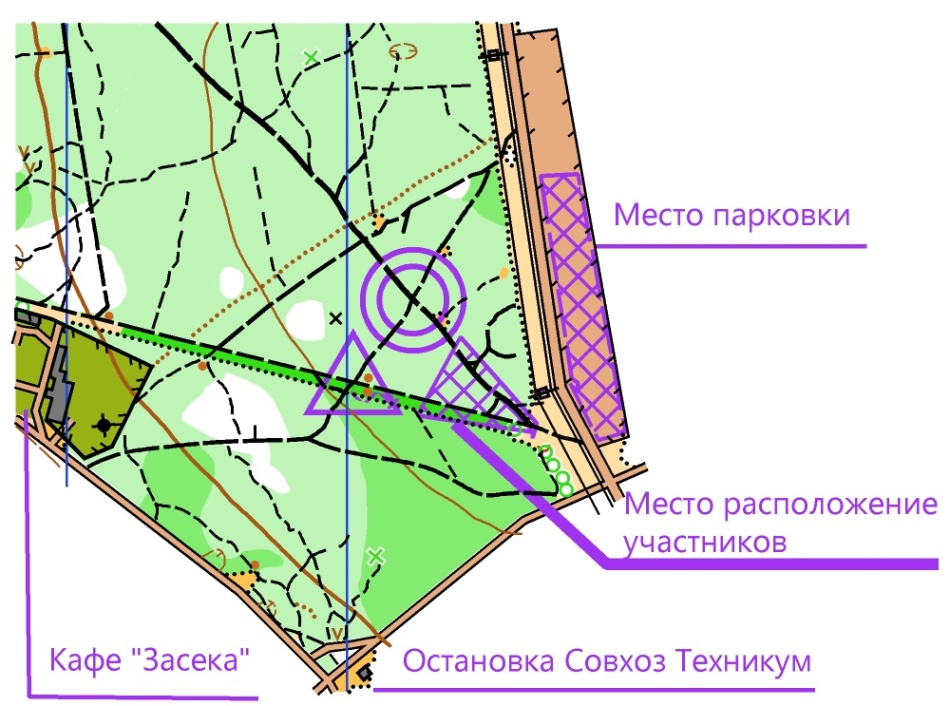 Место парковки
Место расположение
участников
Кафе "Засека"
Остановка Совхоз Техникум